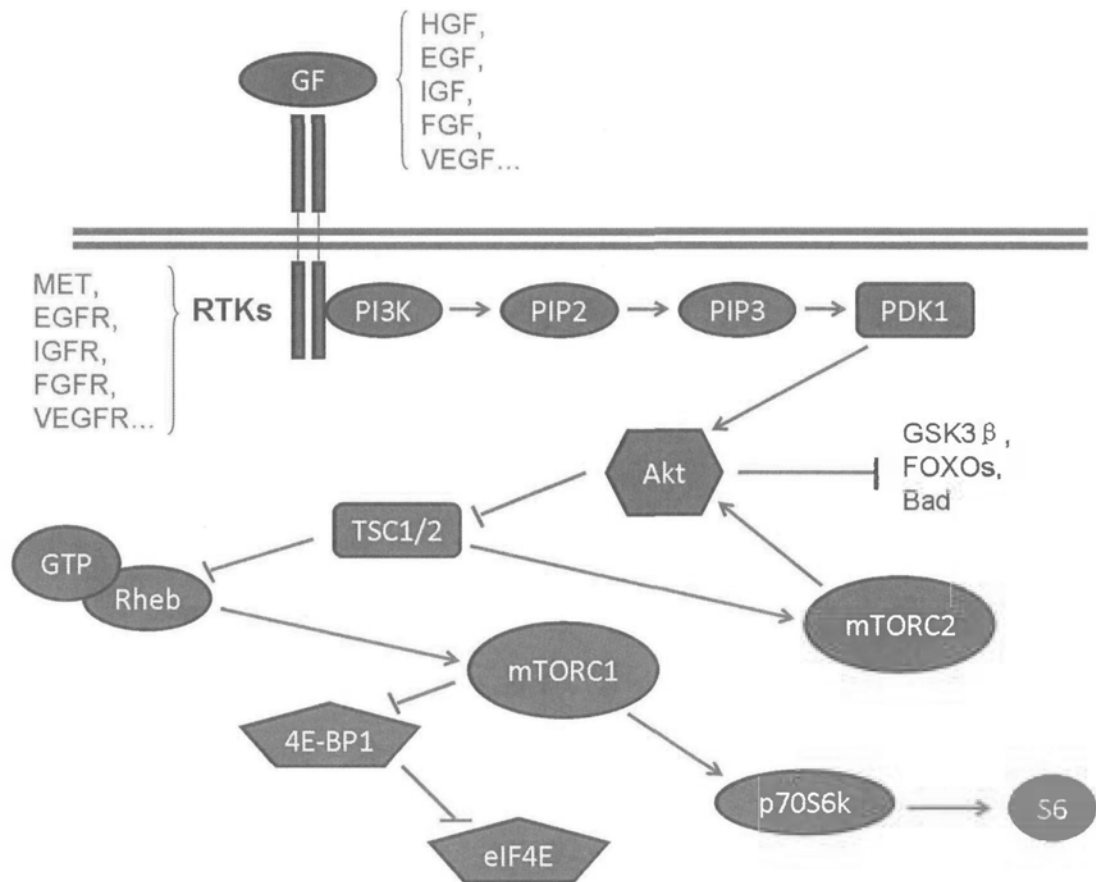 HGF,
EGF,
IGF,
FGF,
VEGF...
GF
MET,
EGFR,
IGFR,
FGFR,
VEGFR...
RTKs
PI3K
PIP2
PIP3
PDK1
Akt
GSK3 β ,
FOXOs,
Bad
TSC1/2
GTP
Rheb
mTORC2
mTORC1
4E-BP1
p70S6k
S6
eIF4E